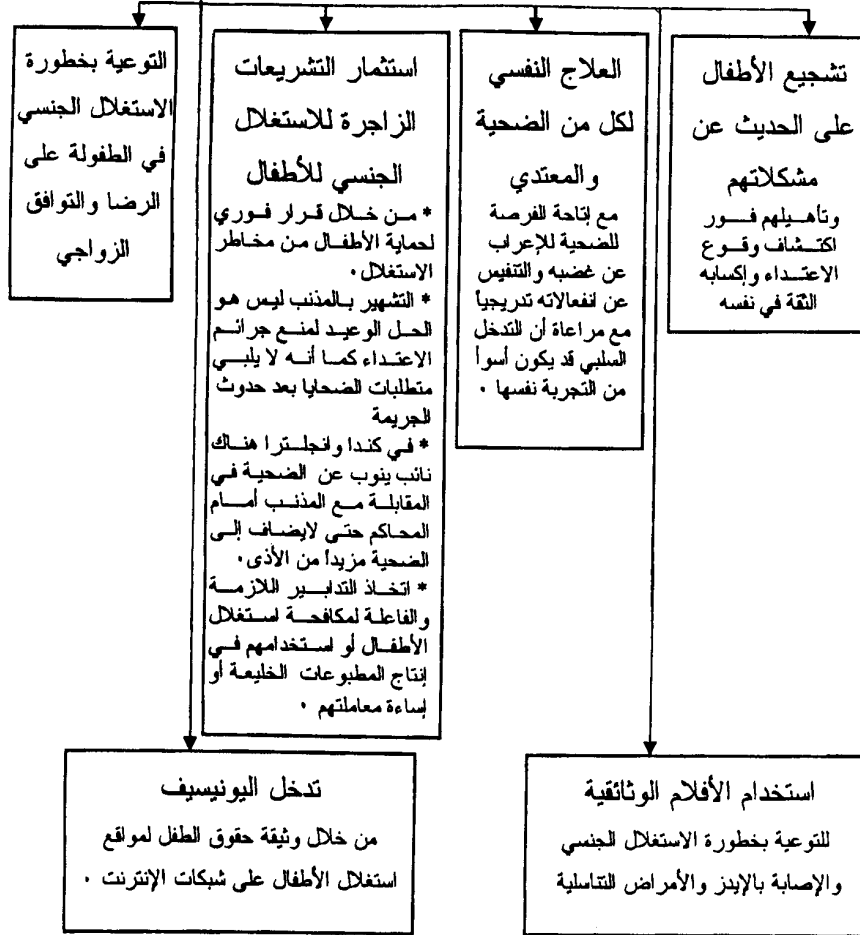 تشجيع الأطفال
على الحديث عن
مشكلاتهم
وتأهيلهم فور
اكتشاف وقوع
الاعتداء وإكسابه
الثقة في نفسه
العلاج النفسي
لكل من الضحية
والمعتدي
مع إتاحة الفرصة
للضحية للإعراب
عن غضبه والتنفيس
عن انفعالاته تدريجياً
مع مراعاة أن التدخل
السلبي قد يكون أسوأ
من التجربة نفسها .
استثمار التشريعات
الزاجرة للاستغلال
الجنسي للأطفال
* من خلال قرار فوري
لحماية الأطفال من مخاطر
الاستغلال .
* التشهير بالمذنب ليس هو
الحل الوعيد لمنع جرائم
الاعتداء كما أنه لا يلبي
متطلبات الضحايا بعد حدوث
الجريمة
* في كندا وانجلترا هناك
نائب ينوب عن الضحية في
المقابلة مع المذنب أمام
المحاكم حتى لايضاف إلى
الضحية مزيداً من الأذى .
* اتخاذ التدابير اللازمة
والفاعلة لمكافحة استغلال
الأطفال أو استخدامهم في
إنتاج المطبوعات الخليعة أو
إساءة معاملتهم .
التوعية بخطورة
الاستغلال الجنسي
في الطفولة على
الرضا والتوافق
الزواجي
استخدام الأفلام الوثائقية
للتوعية بخطورة الاستغلال الجنسي
والإصابة بالإيدز والأمراض التناسلية
تدخل اليونيسيف
من خلال وثيقة حقوق الطفل لمواقع
استغلال الأطفال على شبكات الإنترنت .